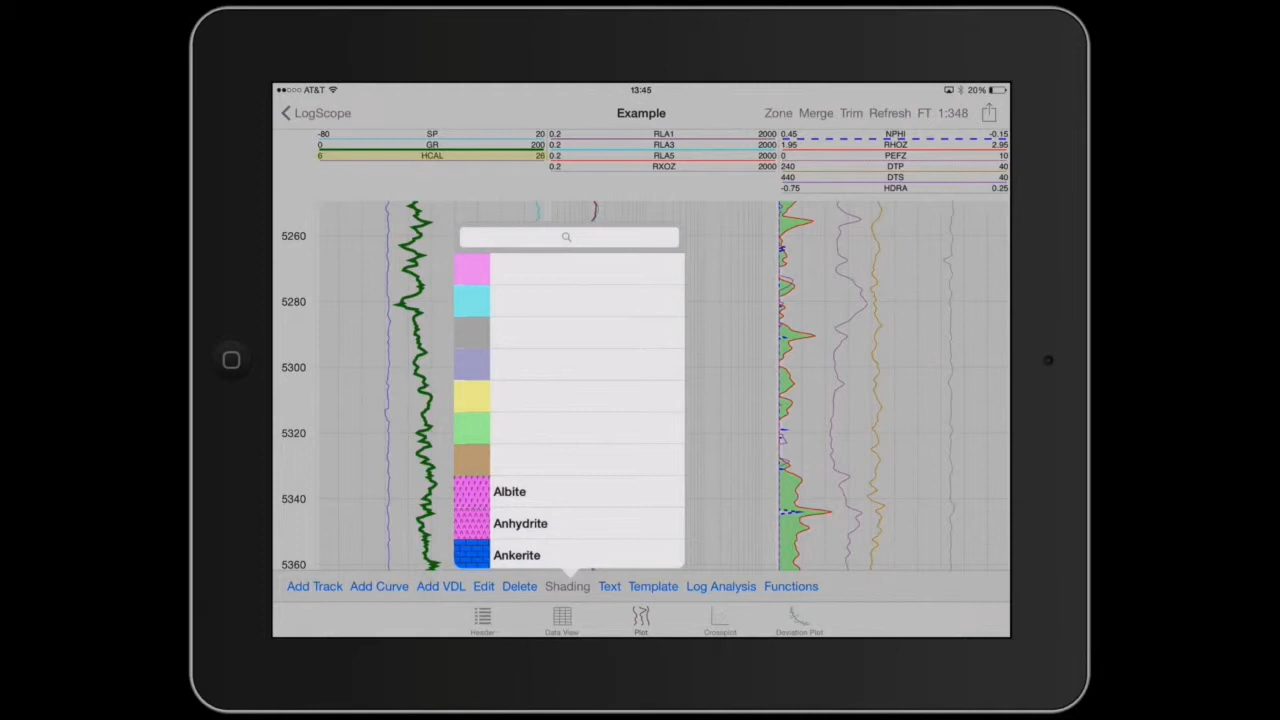 AT&T 13:45 20%
LogScope Example Zone Merge Trim Refresh FT 1:348
-80 SP 20 0.2 RLA1 2000 0.45 NPHI -0.15
0 GR 200 0.2 RLA3 2000 1.95 RHOZ 2.95
6 HCAL 26 0.2 RLA5 2000 0 PEFZ 10
0.2 RXOZ 2000 240 DTP 40
440 DTS 40
-0.75 HDRA 0.25
5260
5280
5300
5320
5340
5360
Albite
Anhydrite
Ankerite
Add Track Add Curve Add VDL Edit Delete Shading Text Template Log Analysis Functions
Header Data View Plot Crossplot Deviation Plot